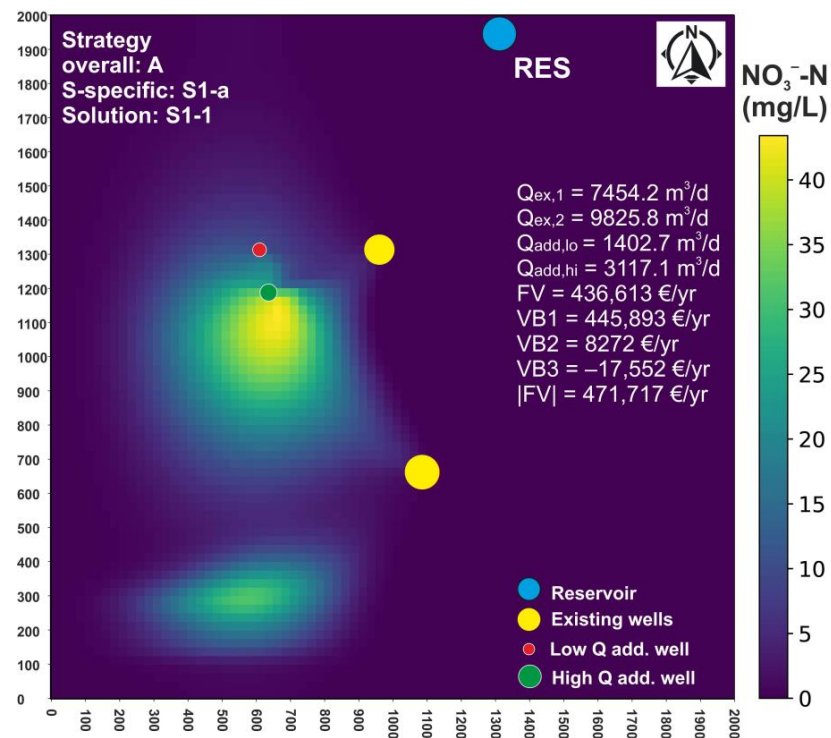 Strategy
overall: A
S-specific: S1-a
Solution: S1-1
RES
N
NO₃⁻-N
(mg/L)
Qex,1 = 7454.2 m³/d
Qex,2 = 9825.8 m³/d
Qadd,lo = 1402.7 m³/d
Qadd,hi = 3117.1 m³/d
FV = 436,613 €/yr
VB1 = 445,893 €/yr
VB2 = 8272 €/yr
VB3 = –17,552 €/yr
|FV| = 471,717 €/yr
Reservoir
Existing wells
Low Q add. well
High Q add. well
2000
1900
1800
1700
1600
1500
1400
1300
1200
1100
1000
900
800
700
600
500
400
300
200
100
0
0 100 200 300 400 500 600 700 800 900 1000 1100 1200 1300 1400 1500 1600 1700 1800 1900 2000
40
35
30
25
20
15
10
5
0